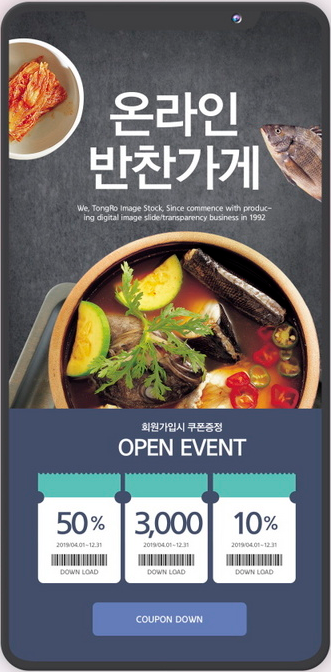 온라인
반찬가게
We, TongRo Image Stock, Since commence with produc-
ing digital image slide/transparency business in 1992
회원가입시 쿠폰증정
OPEN EVENT
50% 3,000 10%
2019/04.01~12.31 2019/04.01~12.31 2019/04.01~12.31
DOWN LOAD DOWN LOAD DOWN LOAD
COUPON DOWN